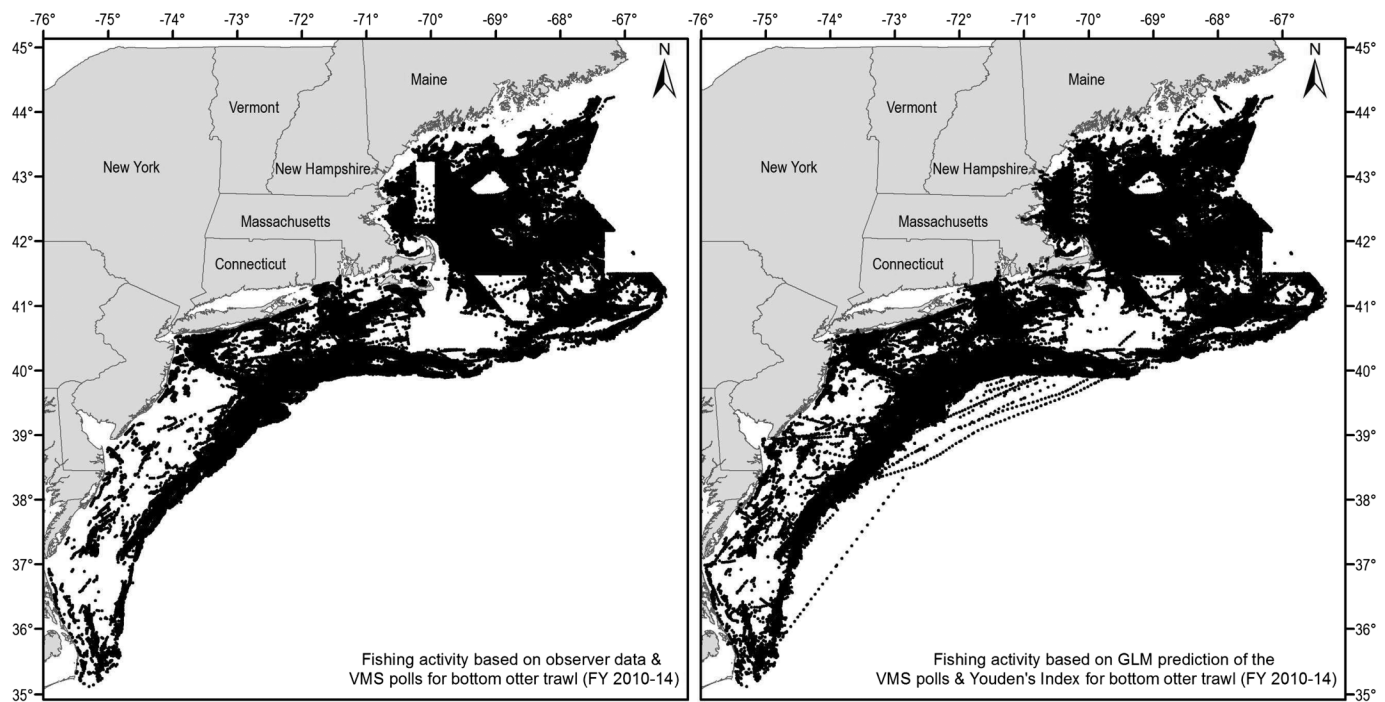 -76 -75° -74° -73° -72° -71° -70° -69° -68° -67°
-76 -75° -74° -73° -72° -71° -70° -69° -68° -67°
N
N
45°
44°
43°
42°
41°
40°
39°
38°
37°
36°
35°
Maine
Vermont
New York
New Hampshire
Massachusetts
Connecticut
Fishing activity based on observer data &
VMS polls for bottom otter trawl (FY 2010-14)
Maine
Vermont
New York
New Hampshire
Massachusetts
Connecticut
Fishing activity based on GLM prediction of the
VMS polls & Youden's Index for bottom otter trawl (FY 2010-14)
45°
44°
43°
42°
41°
40°
39°
38°
37°
36°
35°